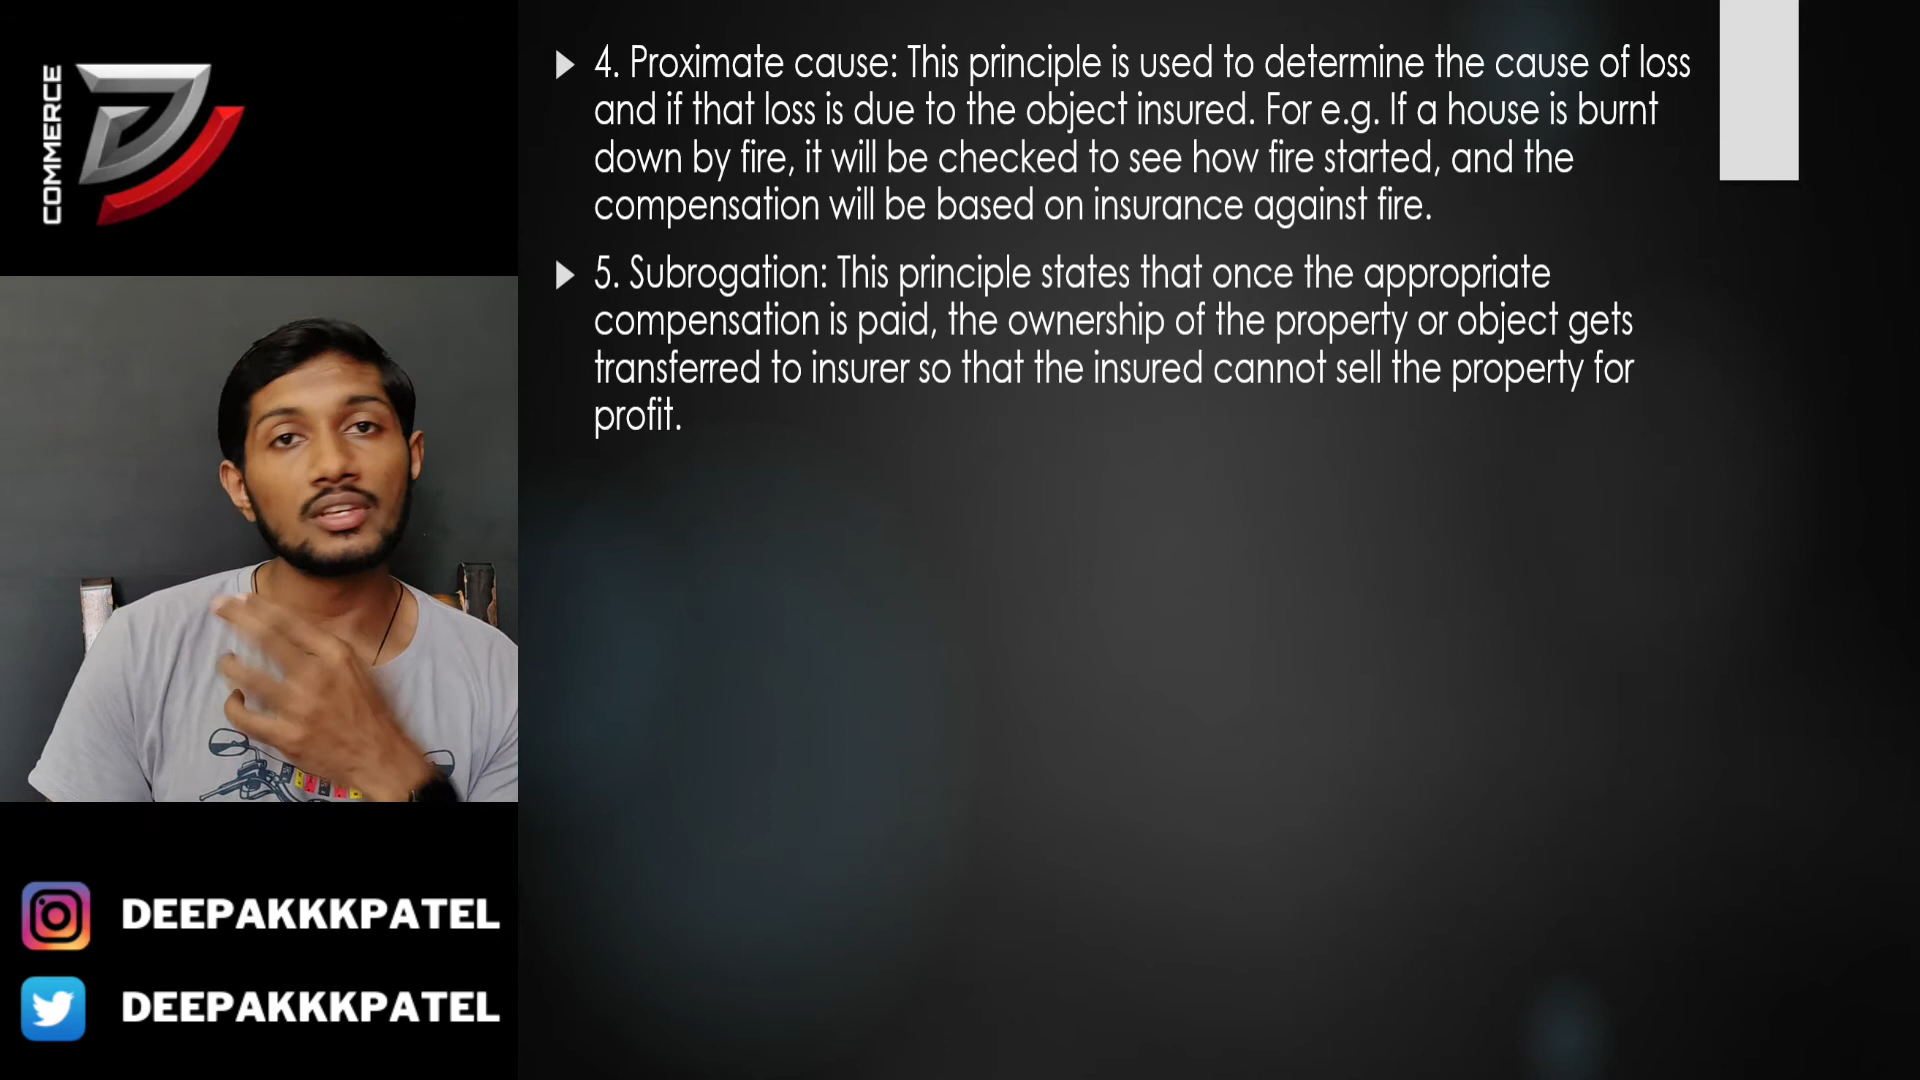 COMMERCE
4. Proximate cause: This principle is used to determine the cause of loss
and if that loss is due to the object insured. For e.g. If a house is burnt
down by fire, it will be checked to see how fire started, and the
compensation will be based on insurance against fire.
5. Subrogation: This principle states that once the appropriate
compensation is paid, the ownership of the property or object gets
transferred to insurer so that the insured cannot sell the property for
profit.
DEEPAKKKPATEL
DEEPAKKKPATEL